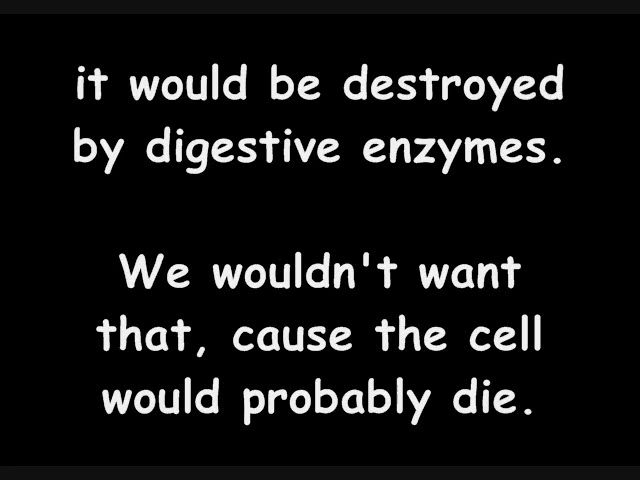 it would be destroyed
by digestive enzymes.
We wouldn't want
that, cause the cell
would probably die.